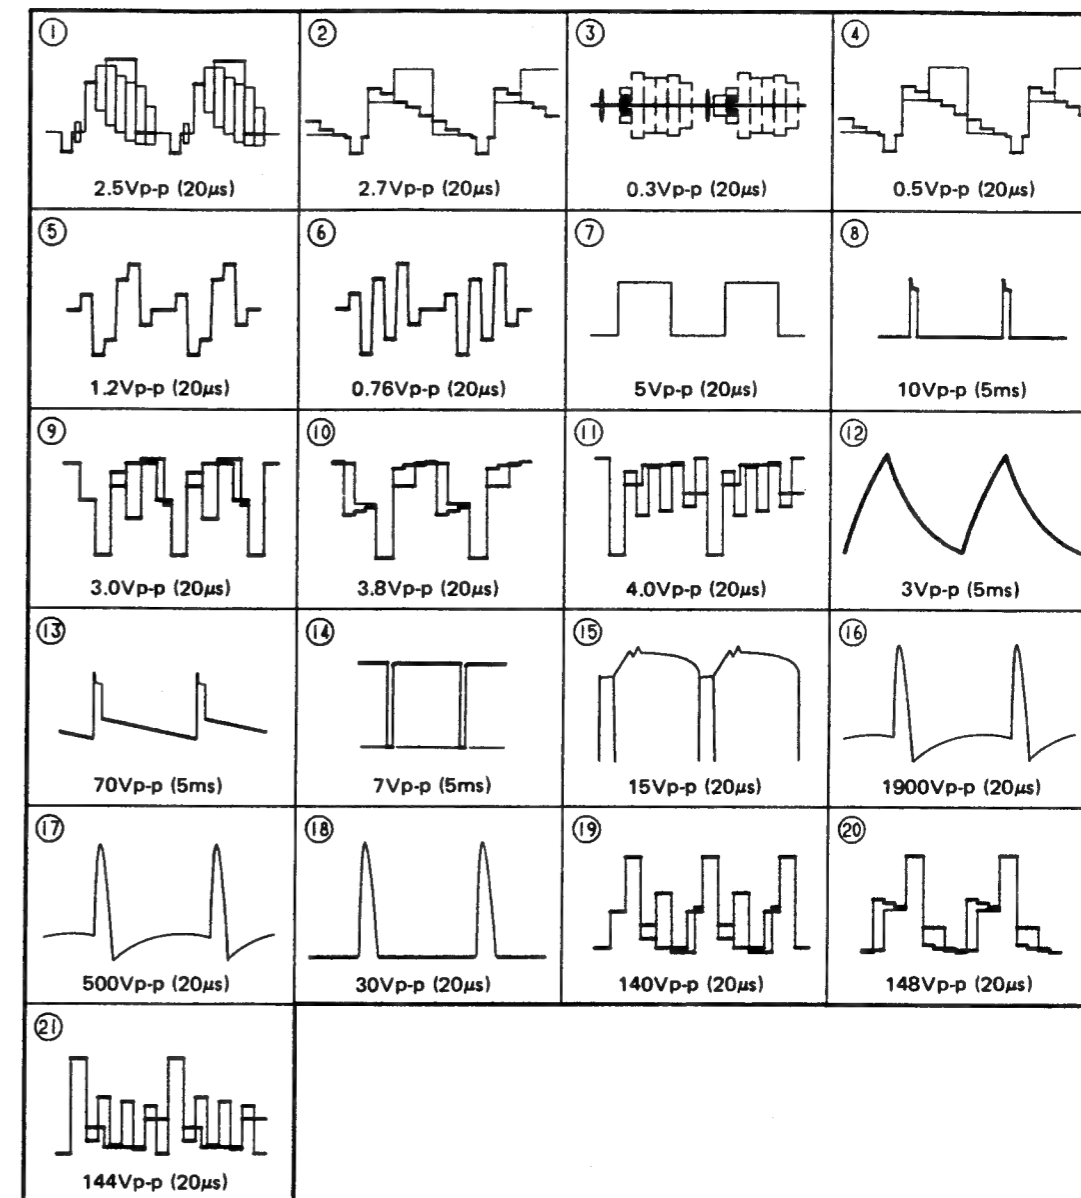 ① ② ③ ④
2.5Vp-p (20μs) 2.7Vp-p (20μs) 0.3Vp-p (20μs) 0.5Vp-p (20μs)
⑤ ⑥ ⑦ ⑧
1.2Vp-p (20μs) 0.76Vp-p (20μs) 5Vp-p (20μs) 10Vp-p (5ms)
⑨ ⑩ ⑪ ⑫
3.0Vp-p (20μs) 3.8Vp-p (20μs) 4.0Vp-p (20μs) 3Vp-p (5ms)
⑬ ⑭ ⑮ ⑯
70Vp-p (5ms) 7Vp-p (5ms) 15Vp-p (20μs) 1900Vp-p (20μs)
⑰ ⑱ ⑲ ⑳
500Vp-p (20μs) 30Vp-p (20μs) 140Vp-p (20μs) 148Vp-p (20μs)
㉑
144Vp-p (20μs)